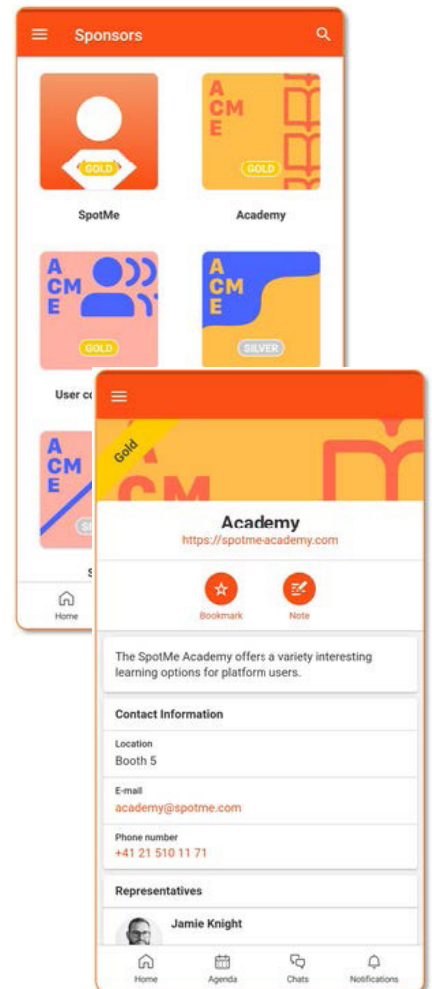 Sponsors
A
CM
E
GOLD
GOLD
SpotMe
Academy
A
CM
E
GOLD
A
CM
E
SILVER
User
A
CM
E
Home
Gold
Academy
https://spotme-academy.com
Bookmark
Note
The SpotMe Academy offers a variety interesting
learning options for platform users.
Contact Information
Location
Booth 5
E-mail
academy@spotme.com
Phone number
+41 21 510 11 71
Representatives
Jamie Knight
Home
Agenda
Chats
Notifications